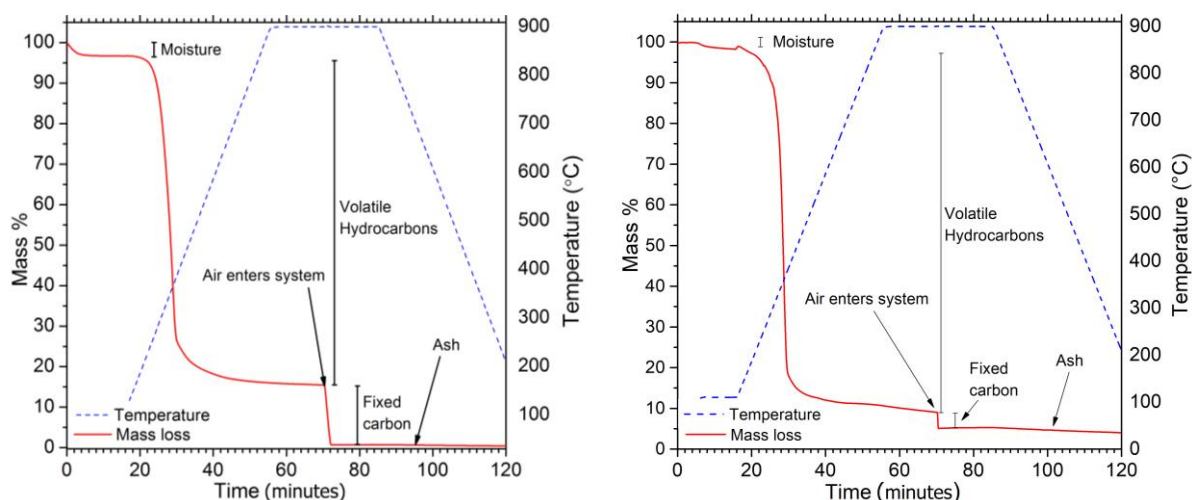 100
90
80
70
60
50
40
30
20
10
0
Mass %
Moisture
Volatile
Hydrocarbons
Air enters system
Ash
Fixed
carbon
Temperature
Mass loss
0 20 40 60 80 100 120
Time (minutes)
900
800
700
600
500
400
300
200
100
Temperature (°C)
100
90
80
70
60
50
40
30
20
10
0
Mass %
Moisture
Volatile
Hydrocarbons
Air enters system
Ash
Fixed
carbon
Temperature
Mass loss
0 20 40 60 80 100 120
Time (minutes)
900
800
700
600
500
400
300
200
100
Temperature (°C)